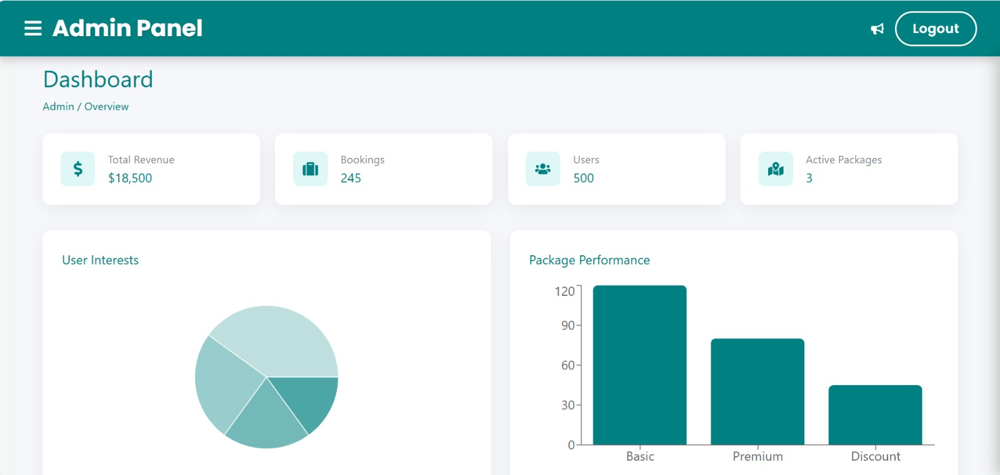 Admin Panel
Logout
Dashboard
Admin / Overview
Total Revenue
$18,500
Bookings
245
Users
500
Active Packages
3
User Interests
Package Performance
120
90
60
30
0
Basic
Premium
Discount